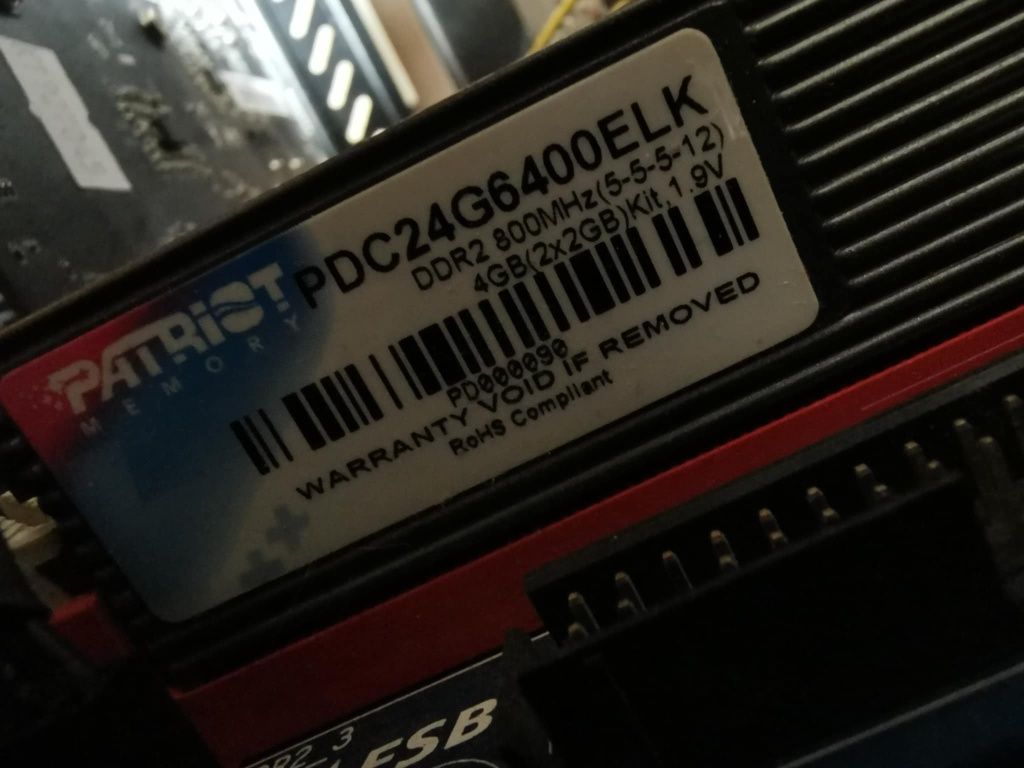 PDC24G6400ELK
DDR2 800MHz(5-5-5-12)
4GB(2x2GB)Kit, 1.9V
PATRIOT
MEMORY
PD000090
WARRANTY VOID IF REMOVED
RoHS Compliant
FSB